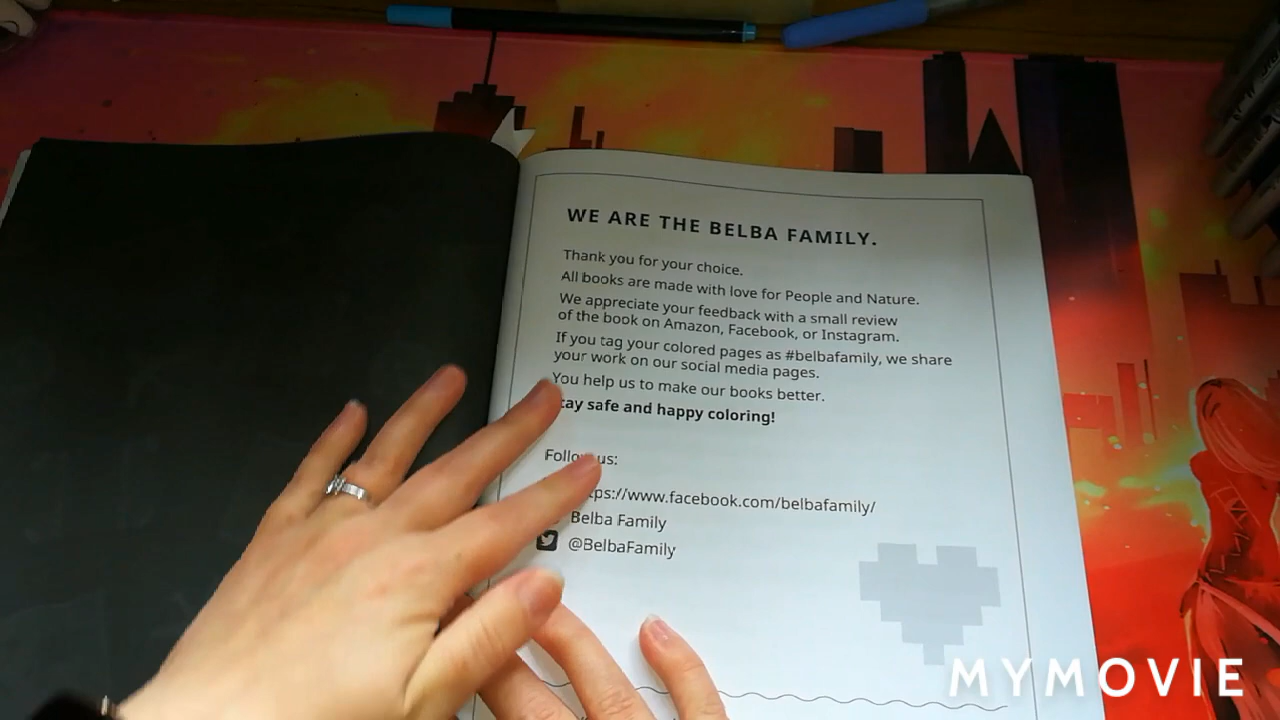 WE ARE THE BELBA FAMILY.
Thank you for your choice.
All books are made with love for People and Nature.
We appreciate your feedback with a small review
of the book on Amazon, Facebook, or Instagram.
If you tag your colored pages as #belbafamily, we share
your work on our social media pages.
You help us to make our books better.
tay safe and happy coloring!
Follow us:
tps://www.facebook.com/belbafamily/
Belba Family
@BelbaFamily
MYMOVIE